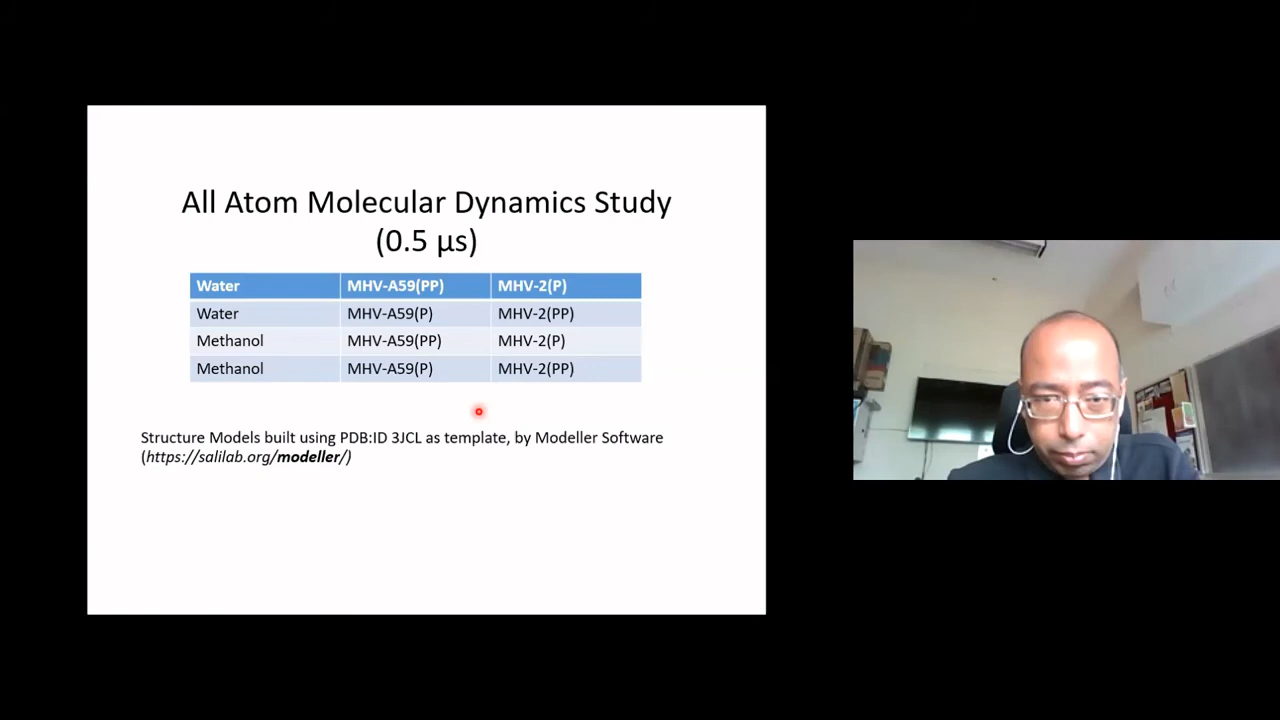 All Atom Molecular Dynamics Study
(0.5 µs)
Water MHV-A59(PP) MHV-2(P)
Water MHV-A59(P) MHV-2(PP)
Methanol MHV-A59(PP) MHV-2(P)
Methanol MHV-A59(P) MHV-2(PP)
Structure Models built using PDB:ID 3JCL as template, by Modeller Software
(https://salilab.org/modeller/)